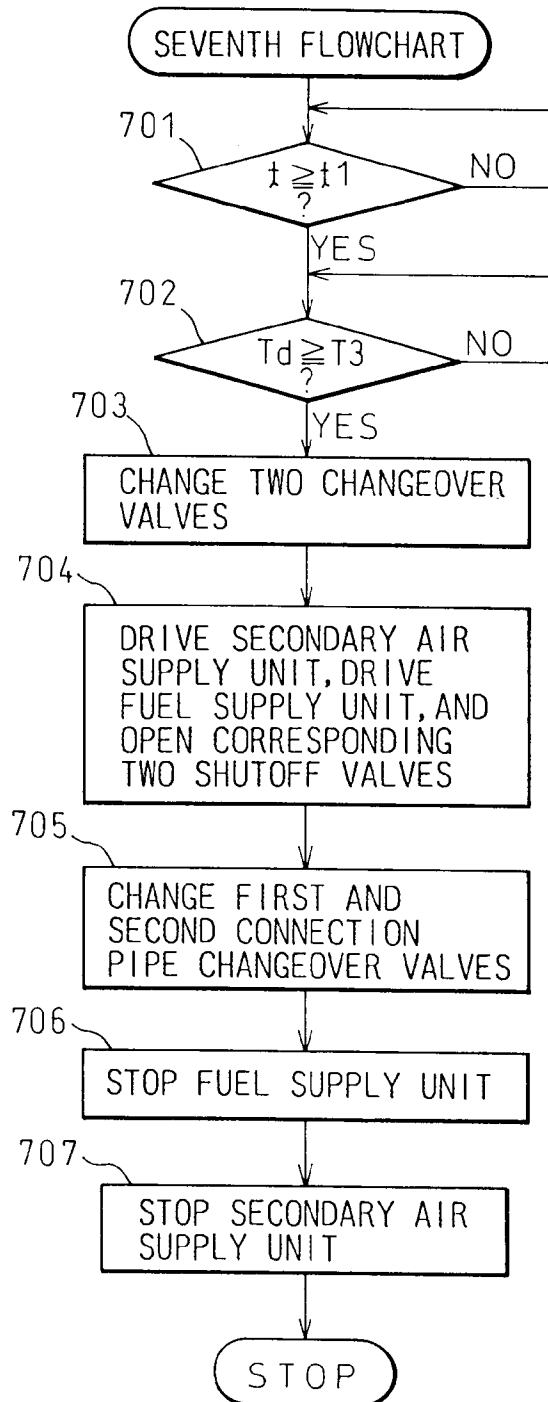 SEVENTH FLOWCHART
701
t ≧ t1
?
NO
YES
702
Td ≧ T3
?
NO
YES
703
CHANGE TWO CHANGEOVER
VALVES
704
DRIVE SECONDARY AIR
SUPPLY UNIT, DRIVE
FUEL SUPPLY UNIT, AND
OPEN CORRESPONDING
TWO SHUTOFF VALVES
705
CHANGE FIRST AND
SECOND CONNECTION
PIPE CHANGEOVER VALVES
706
STOP FUEL SUPPLY UNIT
707
STOP SECONDARY AIR
SUPPLY UNIT
STOP